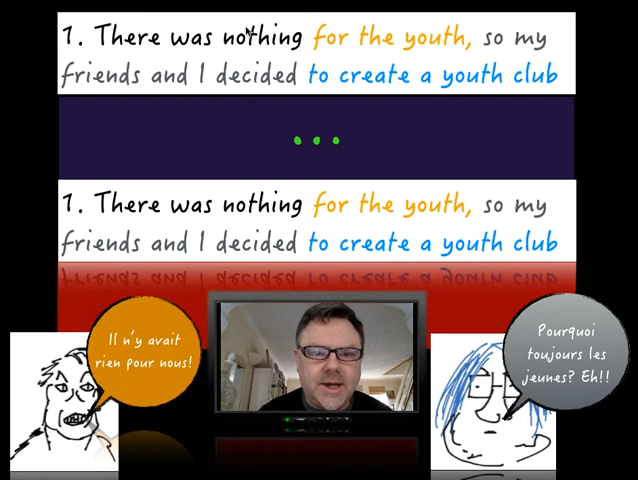 1. There was nothing for the youth, so my
friends and I decided to create a youth club
1. There was nothing for the youth, so my
friends and I decided to create a youth club
Il n'y avait
rien pour nous!
Pourquoi
toujours les
jeunes? Eh!!